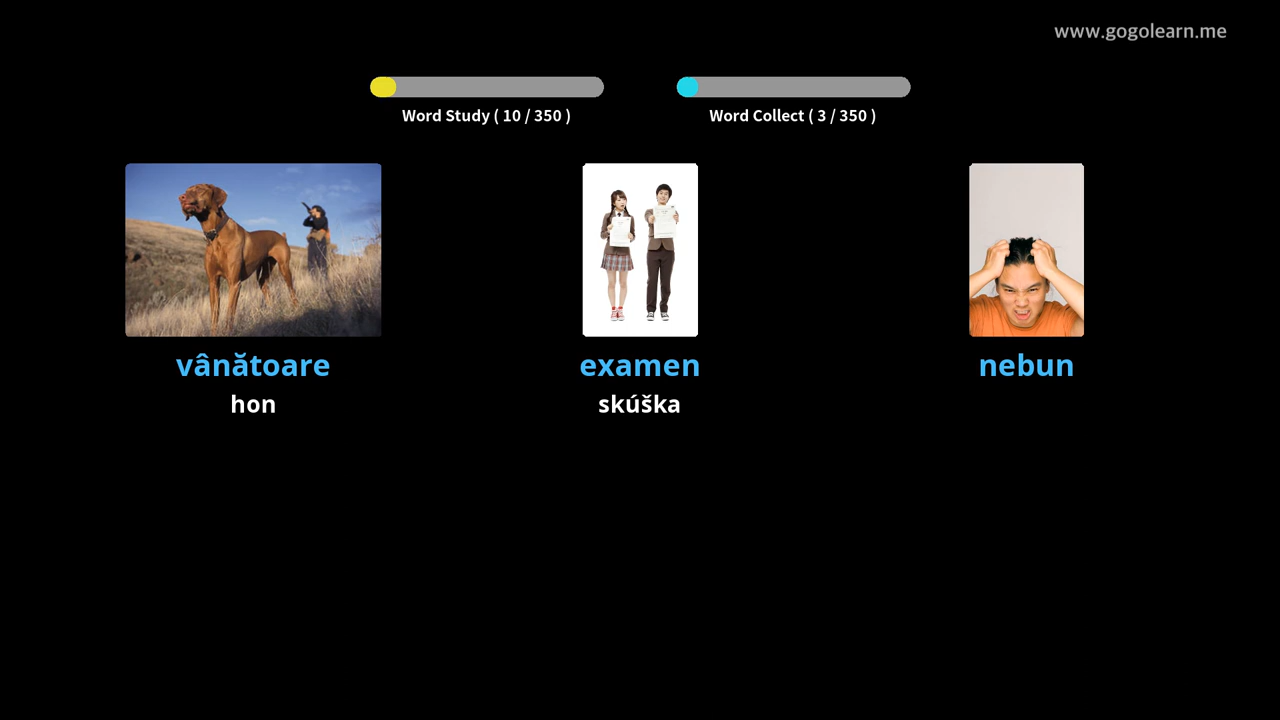 www.gogolearn.me
Word Study ( 10 / 350 )
Word Collect ( 3 / 350 )
vânătoare
hon
examen
skúška
nebun